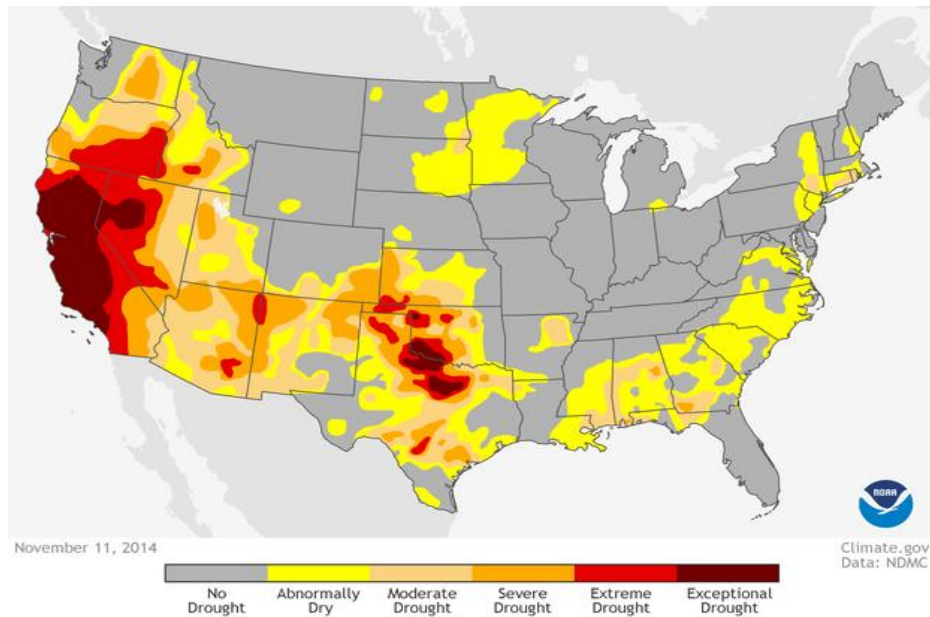 NOAA
November 11, 2014
Climate.gov
Data: NDMC
No
Drought
Abnormally
Dry
Moderate
Drought
Severe
Drought
Extreme
Drought
Exceptional
Drought